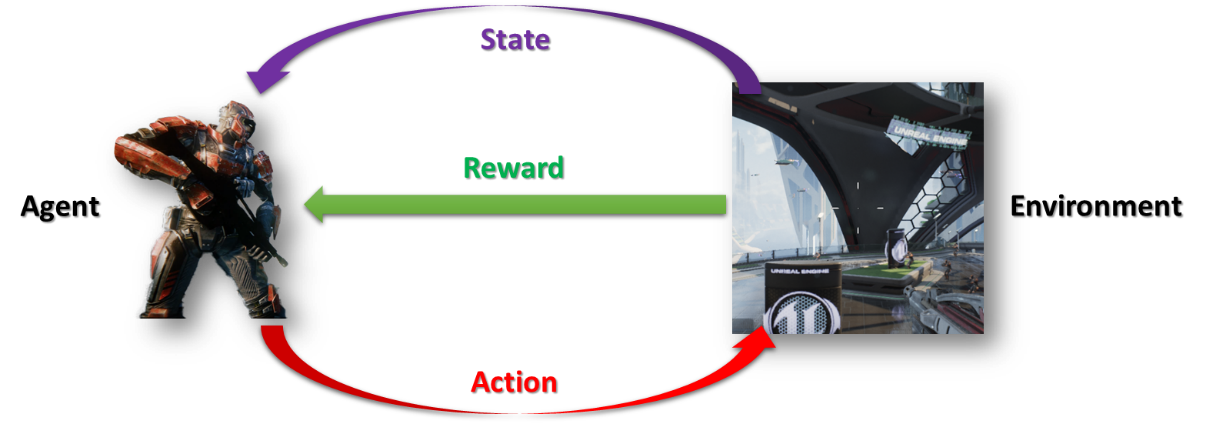 State
UNREAL ENGINE
Reward
Agent
Environment
UNREAL ENGINE
Action